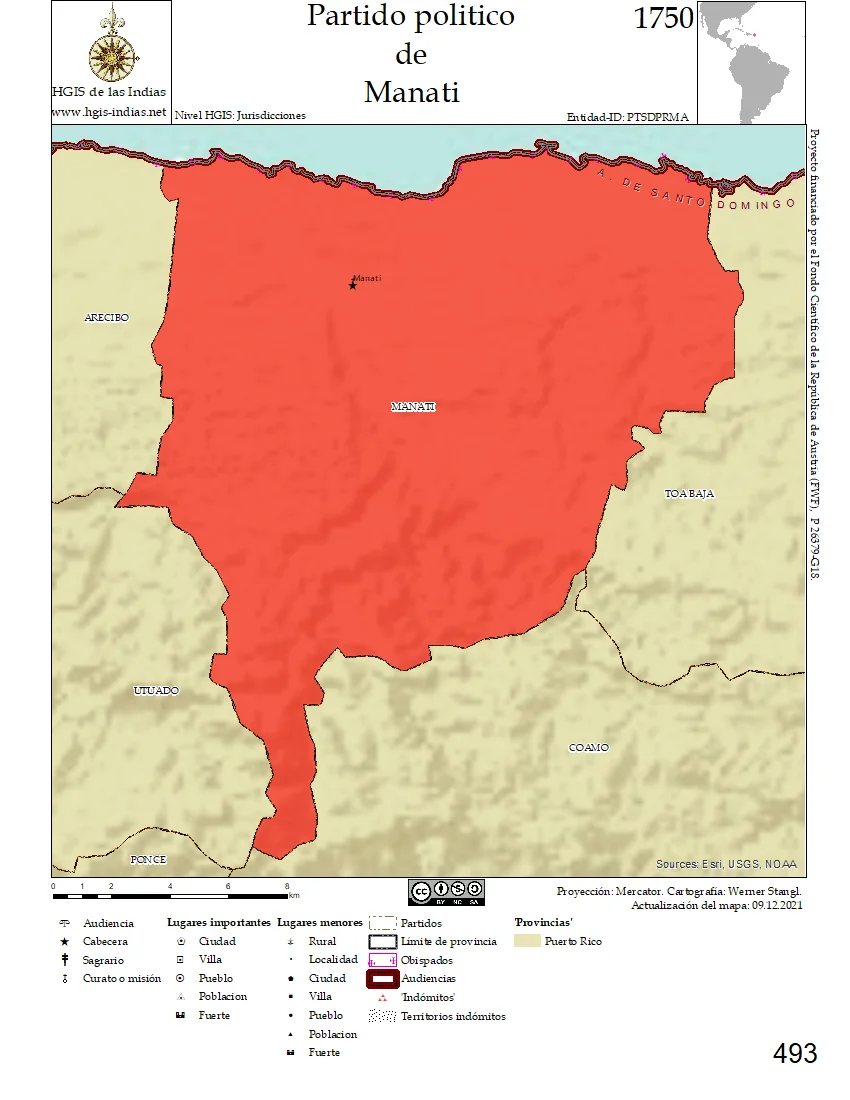 Partido politico
de
Manati
1750
HGIS de las Indias
www.hgis-indias.net
Nivel HGIS: Jurisdicciones
Entidad-ID: PTSDPRMA
Proyecto financiado por el Fondo Científico de la República de Austria (FWF), P 26379-G18.
A. DE SANTO DOMINGO
Manati
ARECIBO
MANATI
TOA BAJA
UTUADO
COAMO
PONCE
Sources: Esri, USGS, NOAA
0 1 2 4 6 8
km
CC BY NC SA
Proyección: Mercator. Cartografía: Werner Stangl.
Actualización del mapa: 09.12.2021
Audiencia
Cabecera
Sagrario
Curato o misión
Lugares importantes
Ciudad
Villa
Pueblo
Poblacion
Fuerte
Lugares menores
Rural
Localidad
Ciudad
Villa
Pueblo
Poblacion
Fuerte
Partidos
Límite de provincia
Obispados
Audiencias
'Indómitos'
Territorios indómitos
'Provincias'
Puerto Rico
493